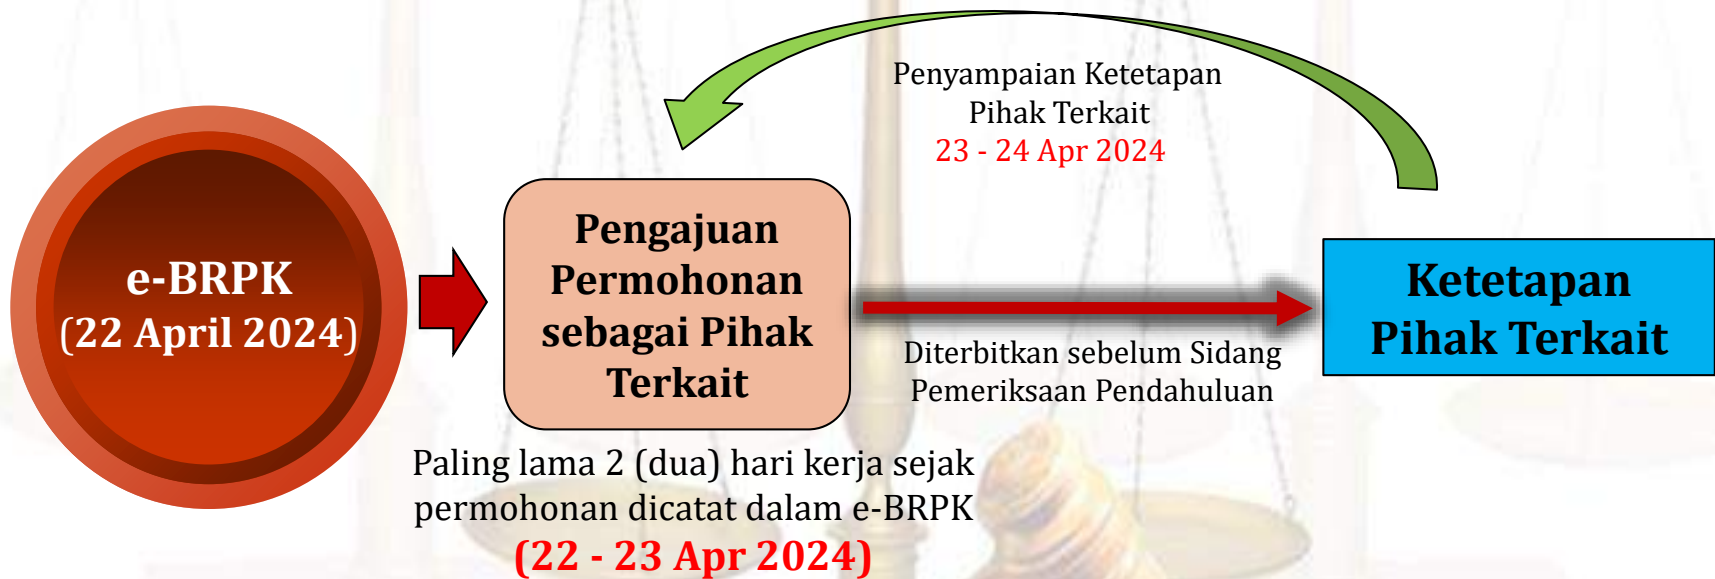 e-BRPK
(22 April 2024)
Pengajuan
Permohonan
sebagai Pihak
Terkait
Paling lama 2 (dua) hari kerja sejak
permohonan dicatat dalam e-BRPK
(22 - 23 Apr 2024)
Penyampaian Ketetapan
Pihak Terkait
23 - 24 Apr 2024
Diterbitkan sebelum Sidang
Pemeriksaan Pendahuluan
Ketetapan
Pihak Terkait